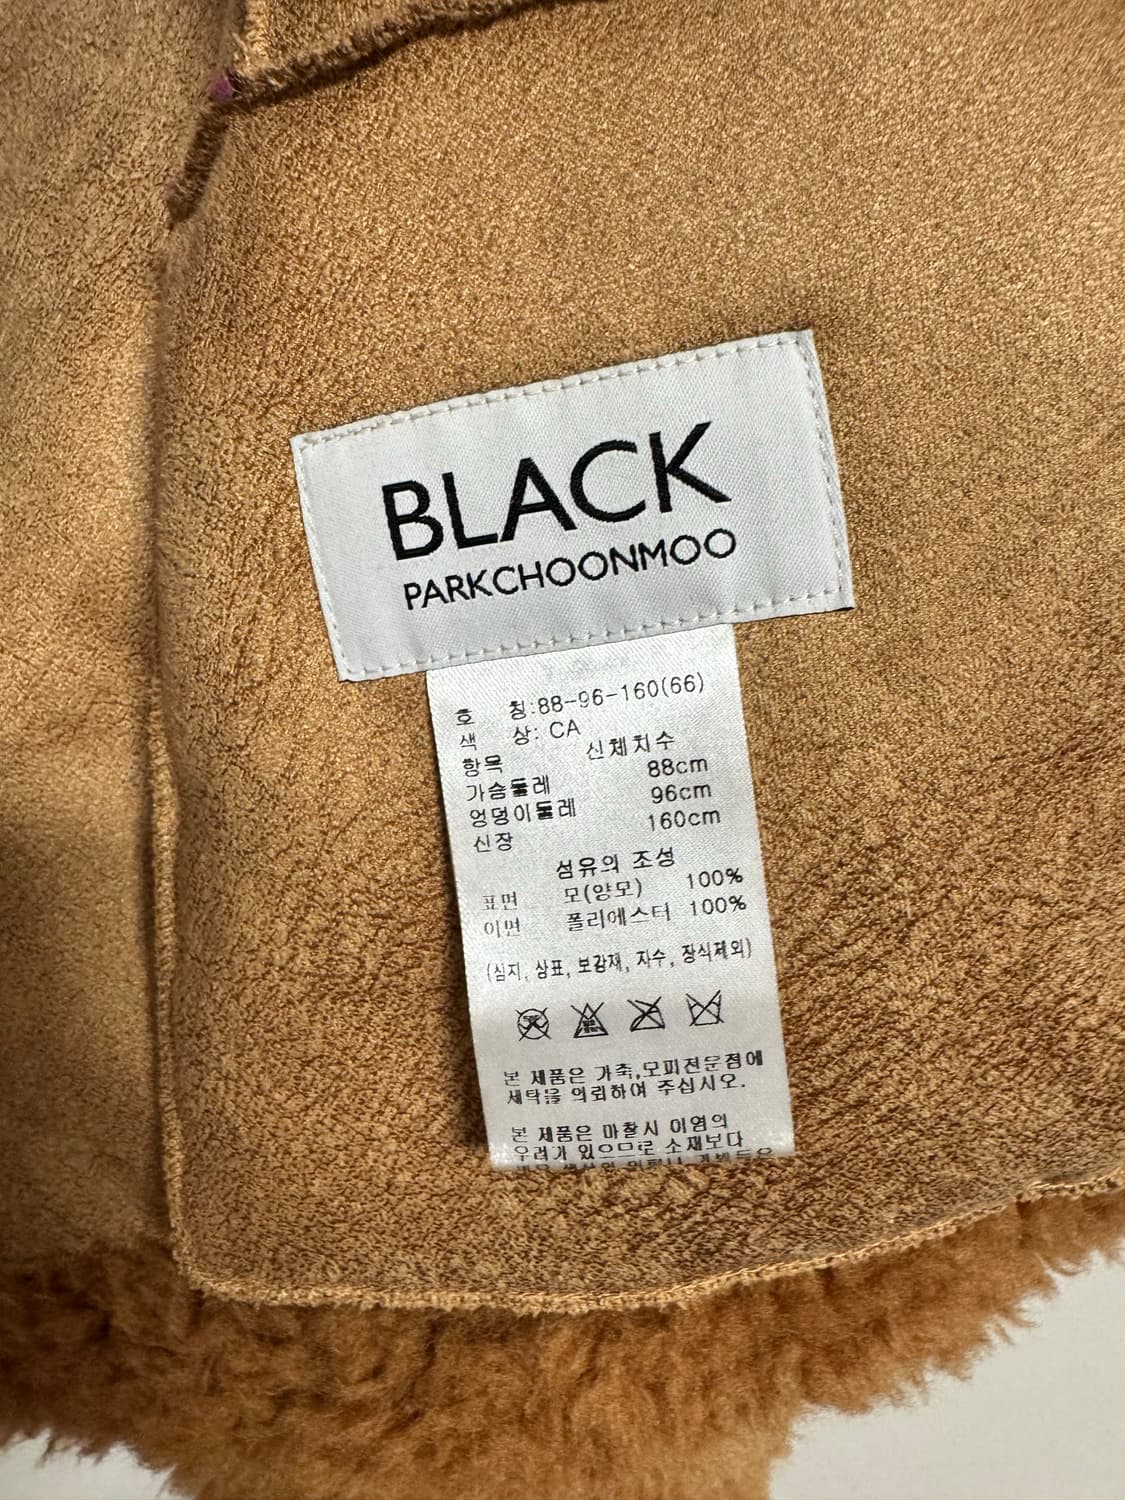 BLACK
PARKCHOONMOO
호 칭:88-96-160(66)
색 상: CA
항목 신체치수
가슴둘레 88cm
엉덩이둘레 96cm
신장 160cm
섬유의 조성
표면 모(양모) 100%
이면 폴리에스터 100%
(심지, 상표, 보강재, 자수, 장식제외)
본 제품은 가죽,모피전문점에
세탁을 의뢰하여 주십시오.
본 제품은 마찰시 이염의
우려가 있으므로 소재보다